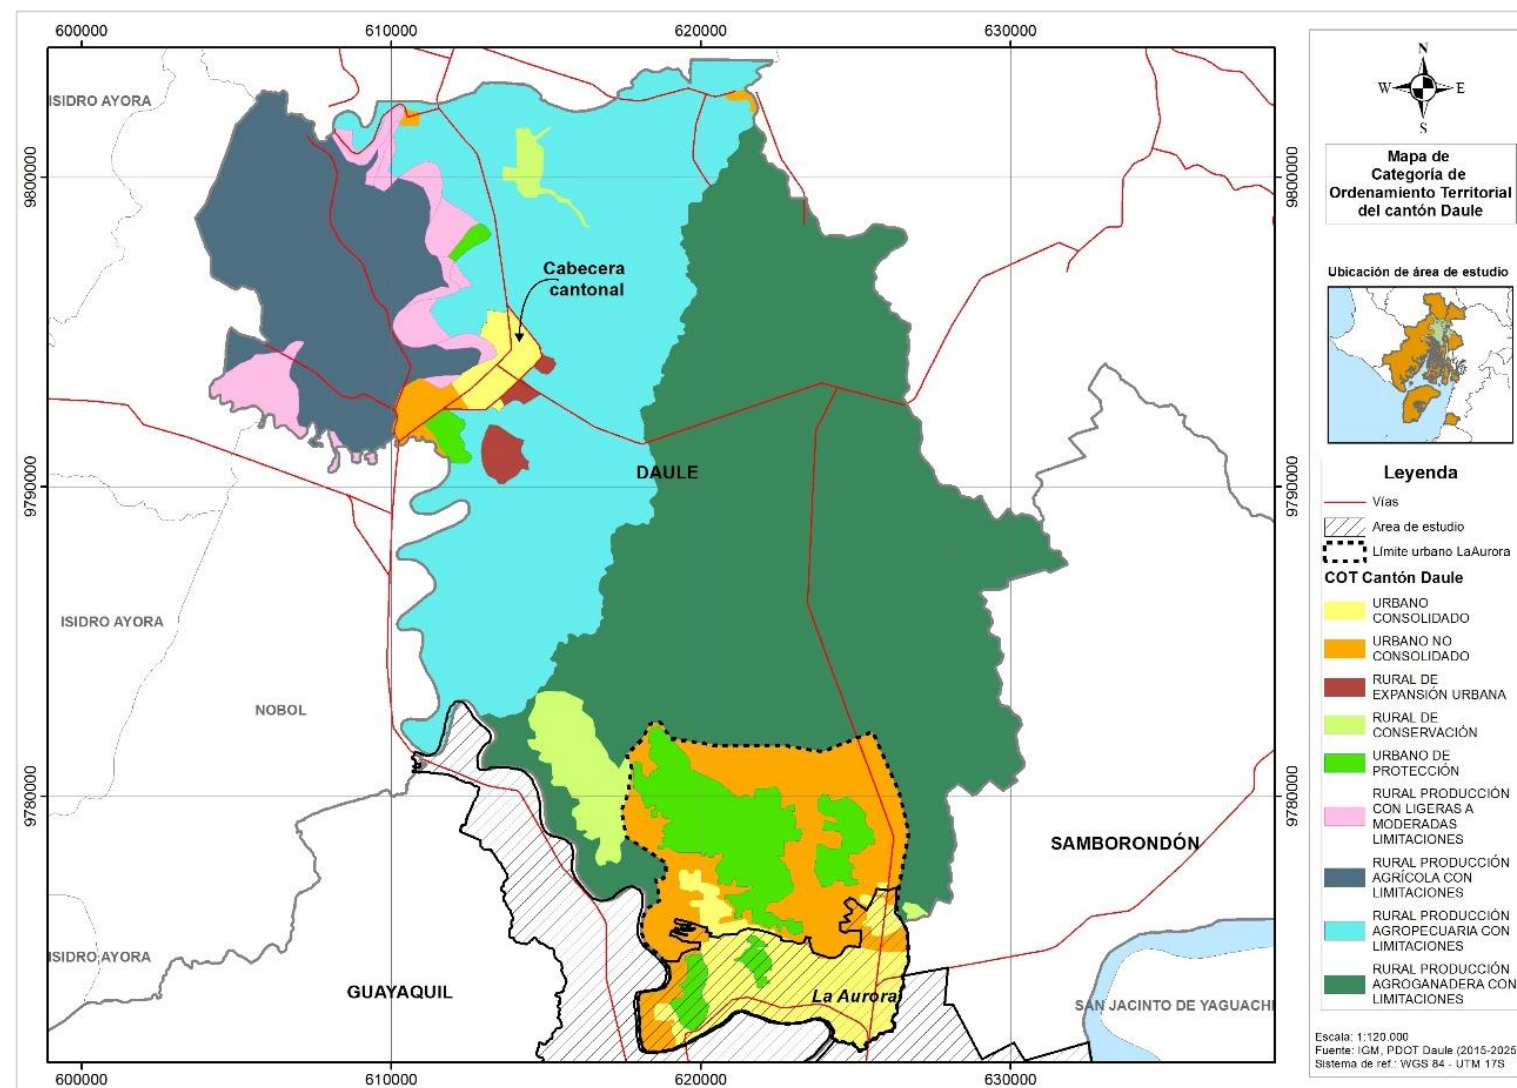 600000
610000
620000
630000
ISIDRO AYORA
9800000
9800000
Cabecera
cantonal
DAULE
9790000
9790000
ISIDRO AYORA
NOBOL
9780000
9780000
SAMBORONDÓN
ISIDRO AYORA
GUAYAQUIL
La Aurora
SAN JACINTO DE YAGUACHI
600000
610000
620000
630000
N
W
E
S
Mapa de
Categoría de
Ordenamiento Territorial
del cantón Daule
Ubicación de área de estudio
Leyenda
Vías
Area de estudio
Límite urbano LaAurora
COT Cantón Daule
URBANO
CONSOLIDADO
URBANO NO
CONSOLIDADO
RURAL DE
EXPANSIÓN URBANA
RURAL DE
CONSERVACIÓN
URBANO DE
PROTECCIÓN
RURAL PRODUCCIÓN
CON LIGERAS A
MODERADAS
LIMITACIONES
RURAL PRODUCCIÓN
AGRÍCOLA CON
LIMITACIONES
RURAL PRODUCCIÓN
AGROPECUARIA CON
LIMITACIONES
RURAL PRODUCCIÓN
AGROGANADERA CON
LIMITACIONES
Escala: 1:120.000
Fuente: IGM, PDOT Daule (2015-2025
Sistema de ref.: WGS 84 - UTM 17S